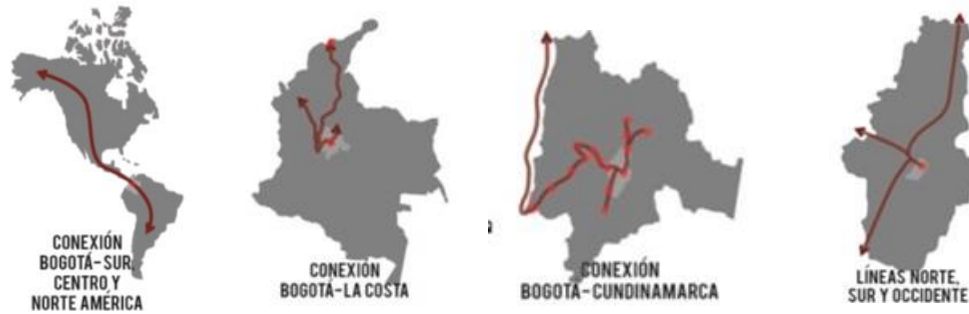 CONEXIÓN
BOGOTÁ-SUR,
CENTRO Y
NORTE AMÉRICA
CONEXIÓN
BOGOTÁ-LA COSTA
CONEXIÓN
BOGOTÁ-CUNDINAMARCA
LÍNEAS NORTE,
SUR Y OCCIDENTE